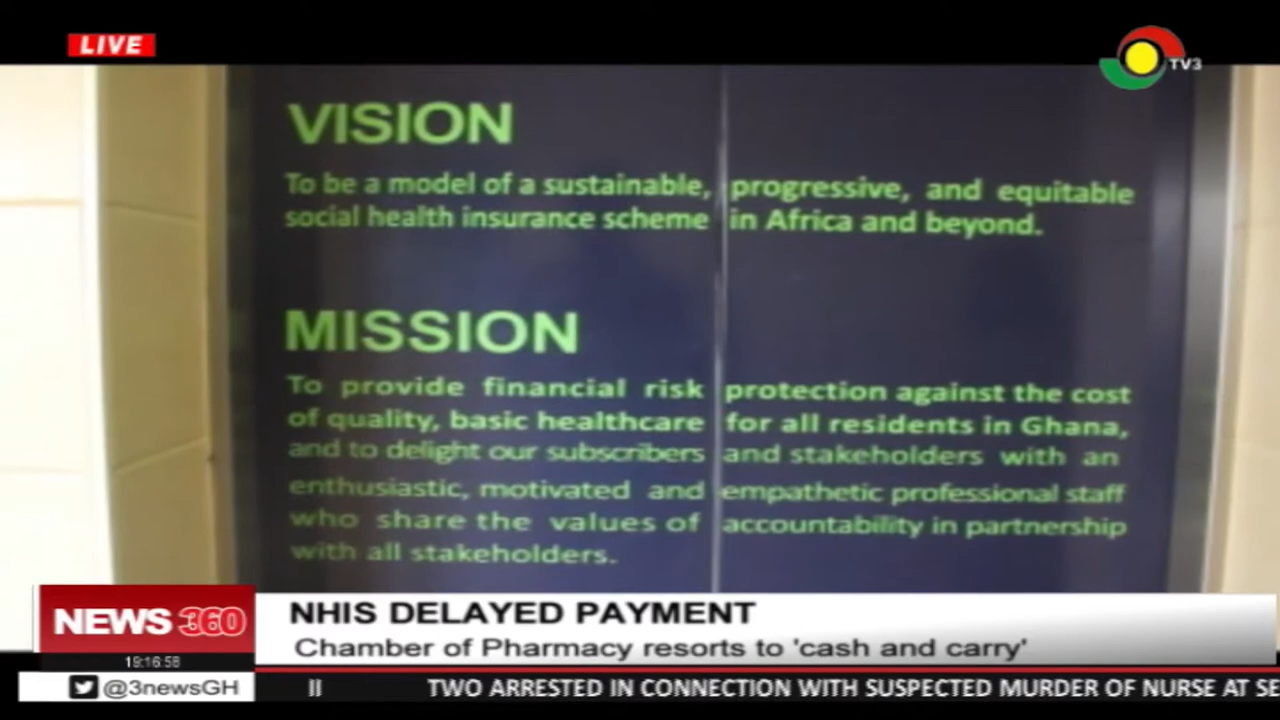 LIVE
TV3
VISION
To be a model of a sustainable, progressive, and equitable
social health insurance scheme in Africa and beyond.
MISSION
To provide financial risk protection against the cost
of quality, basic healthcare for all residents in Ghana,
and to delight our subscribers and stakeholders with an
enthusiastic, motivated and empathetic professional staff
who share the values of accountability in partnership
with all stakeholders.
NEWS 360
NHIS DELAYED PAYMENT
Chamber of Pharmacy resorts to 'cash and carry'
19:16:58
@3newsGH
TWO ARRESTED IN CONNECTION WITH SUSPECTED MURDER OF NURSE AT SE